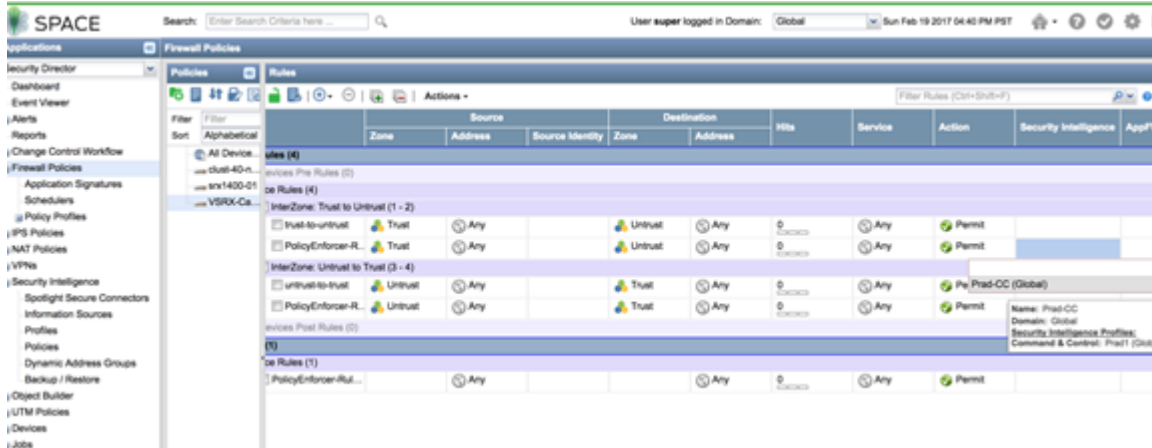 SPACE
Search: Enter Search Criteria here ...
User super logged in Domain: Global
Sun Feb 19 2017 04:40 PM PST
Applications
Firewall Policies
Security Director
Dashboard
Event Viewer
Alerts
Reports
Change Control Workflow
Firewall Policies
Application Signatures
Schedulers
Policy Profiles
IPS Policies
NAT Policies
VPNs
Security Intelligence
Spotlight Secure Connectors
Information Sources
Profiles
Policies
Dynamic Address Groups
Backup / Restore
Object Builder
UTM Policies
Devices
Jobs
Policies
Filter Filter
Sort Alphabetical
All Device...
clust-40-n...
srx1400-01
VSRX-Ca...
Rules
Actions
Filter Rules (Ctrl+Shift+F)
Source Destination Hits Service Action Security Intelligence AppF
Zone Address Source Identity Zone Address
ules (4)
evices Pre Rules (0)
ce Rules (4)
InterZone: Trust to Untrust (1 - 2)
trust-to-untrust Trust Any Untrust Any 0 Any Permit
PolicyEnforcer-R... Trust Any Untrust Any 0 Any Permit
InterZone: Untrust to Trust (3 - 4)
untrust-to-trust Untrust Any Trust Any 0 Any Pe Prad-CC (Global)
PolicyEnforcer-R... Untrust Any Trust Any 0 Any Permit
Name: Prad-CC
Domain: Global
Security Intelligence Profiles:
Command & Control: Prad1 (Glob
evices Post Rules (0)
(1)
ce Rules (1)
PolicyEnforcer-Rul... Any Any 0 Any Permit